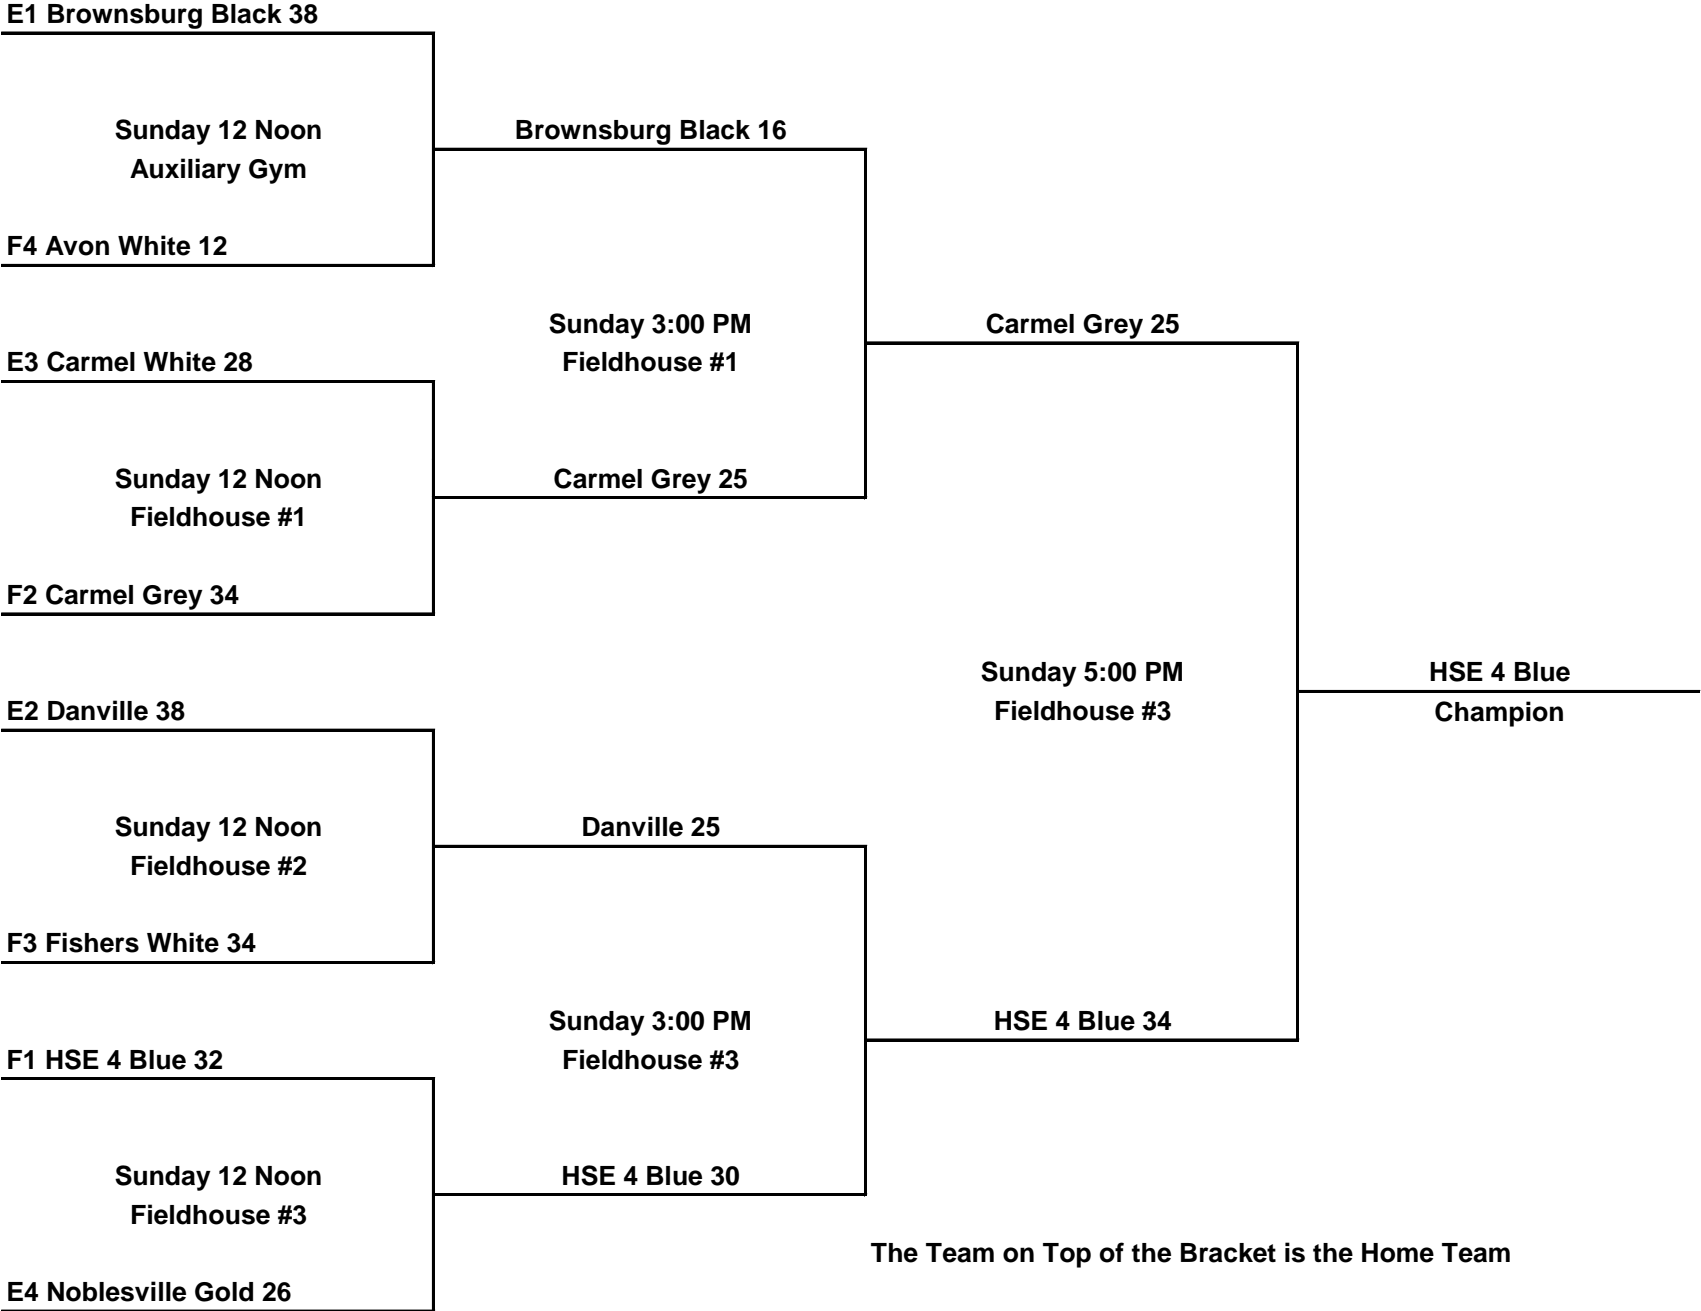 E1 Brownsburg Black 38
Sunday 12 Noon
Auxiliary Gym
F4 Avon White 12
E3 Carmel White 28
Sunday 12 Noon
Fieldhouse #1
F2 Carmel Grey 34
E2 Danville 38
Sunday 12 Noon
Fieldhouse #2
F3 Fishers White 34
F1 HSE 4 Blue 32
Sunday 12 Noon
Fieldhouse #3
E4 Noblesville Gold 26
Brownsburg Black 16
Sunday 3:00 PM
Fieldhouse #1
Carmel Grey 25
Danville 25
Sunday 3:00 PM
Fieldhouse #3
HSE 4 Blue 30
Carmel Grey 25
Sunday 5:00 PM
Fieldhouse #3
HSE 4 Blue 34
HSE 4 Blue
Champion
The Team on Top of the Bracket is the Home Team